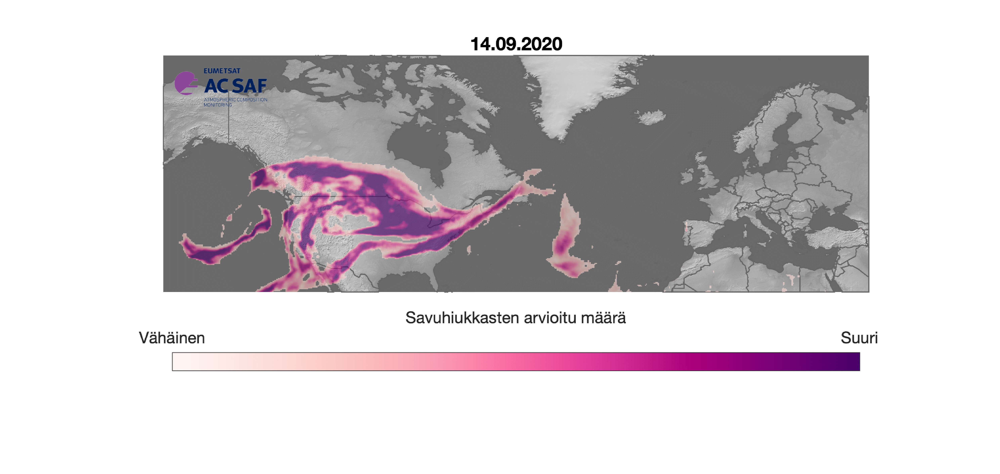 14.09.2020
EUMETSAT
AC SAF
ATMOSPHERIC COMPOSITION
MONITORING
Savuhiukkasten arvioitu määrä
Vähäinen
Suuri